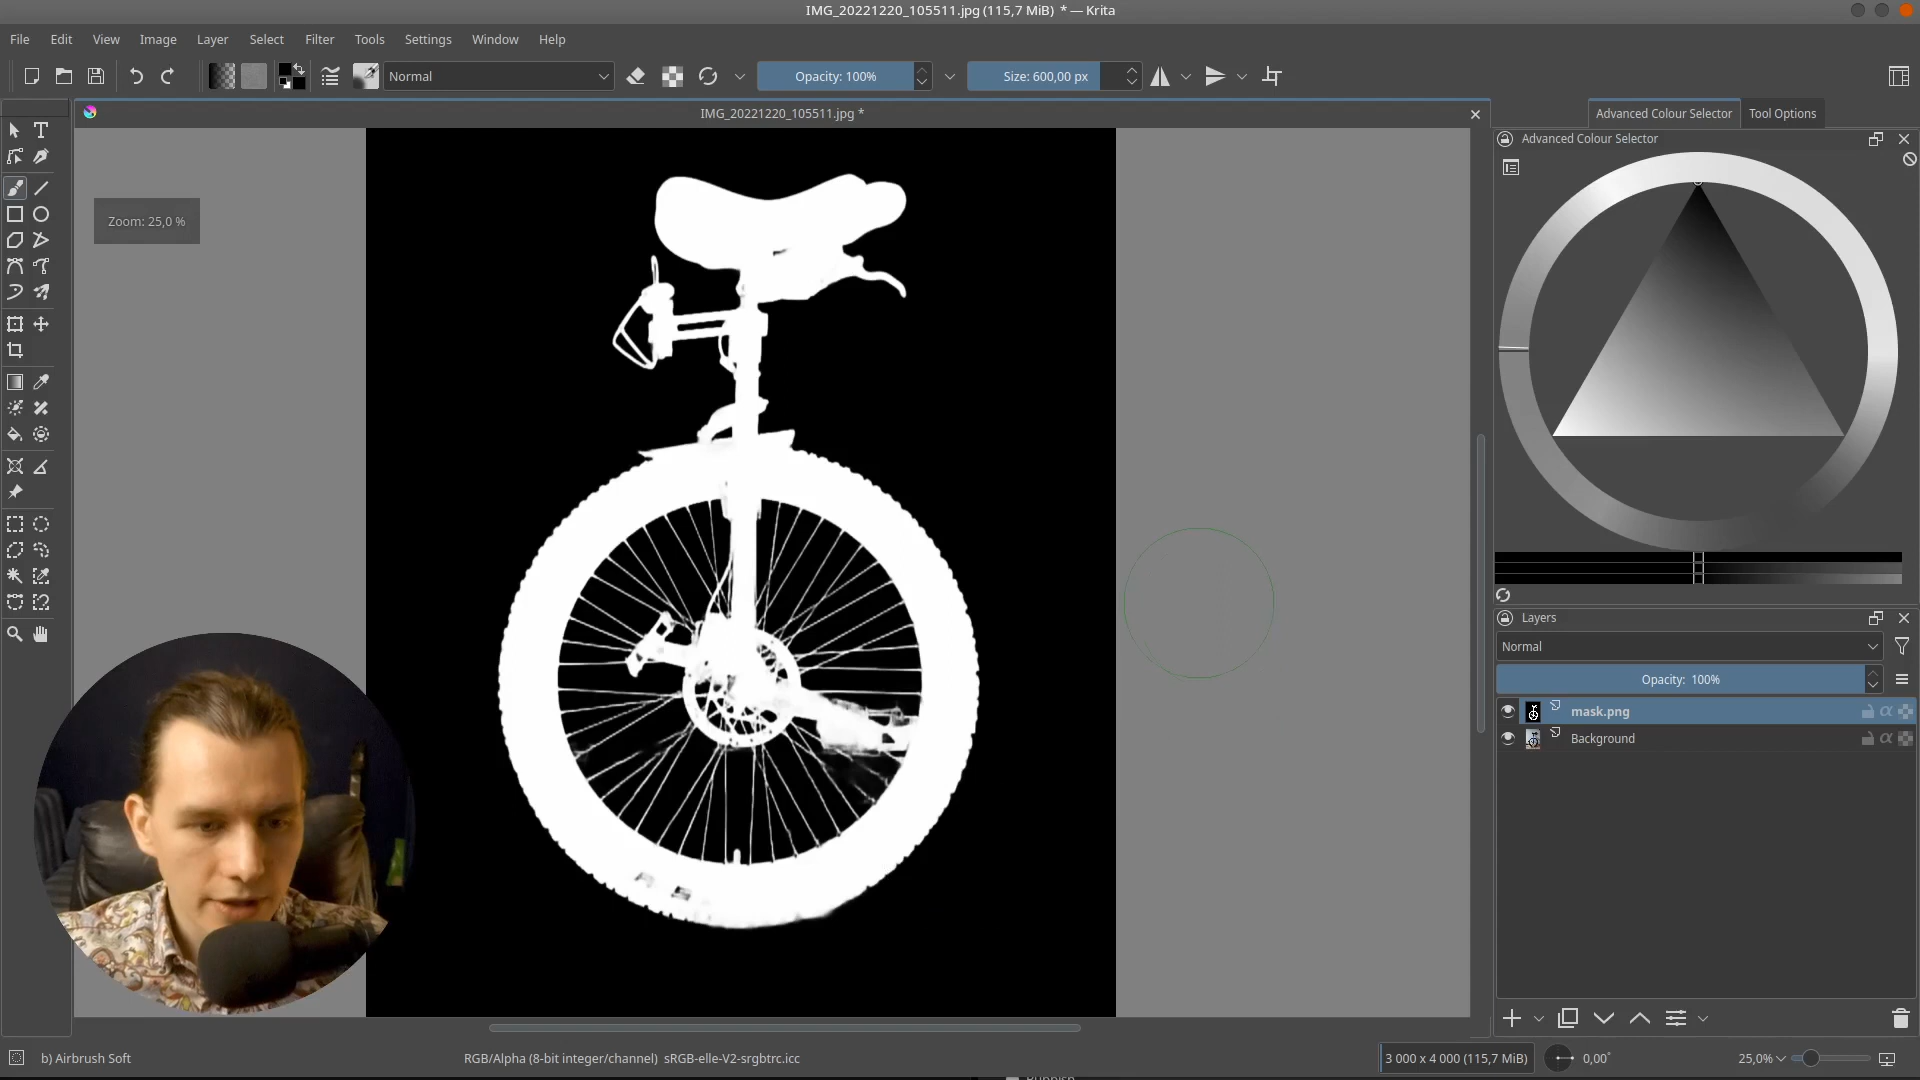 IMG_20221220_105511.jpg (115,7 MiB) * — Krita
File Edit View Image Layer Select Filter Tools Settings Window Help
Normal
Opacity: 100%
Size: 600,00 px
IMG_20221220_105511.jpg *
Advanced Colour Selector
Tool Options
Advanced Colour Selector
Zoom: 25,0 %
Layers
Normal
Opacity: 100%
mask.png
Background
b) Airbrush Soft
RGB/Alpha (8-bit integer/channel) sRGB-elle-V2-srgbtrc.icc
3 000 x 4 000 (115,7 MiB)
0,00°
25,0%